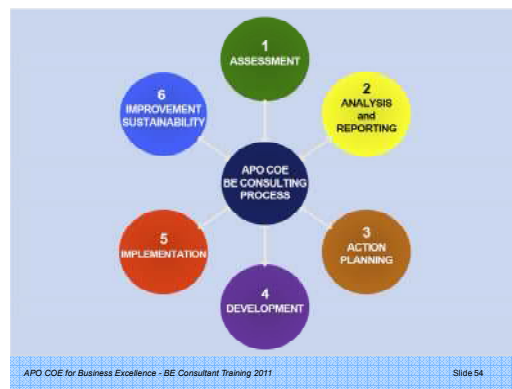 1
ASSESSMENT
2
ANALYSIS
and
REPORTING
3
ACTION
PLANNING
4
DEVELOPMENT
5
IMPLEMENTATION
6
IMPROVEMENT
SUSTAINABILITY
APO COE
BE CONSULTING
PROCESS
APO COE for Business Excellence - BE Consultant Training 2011
Slide 54